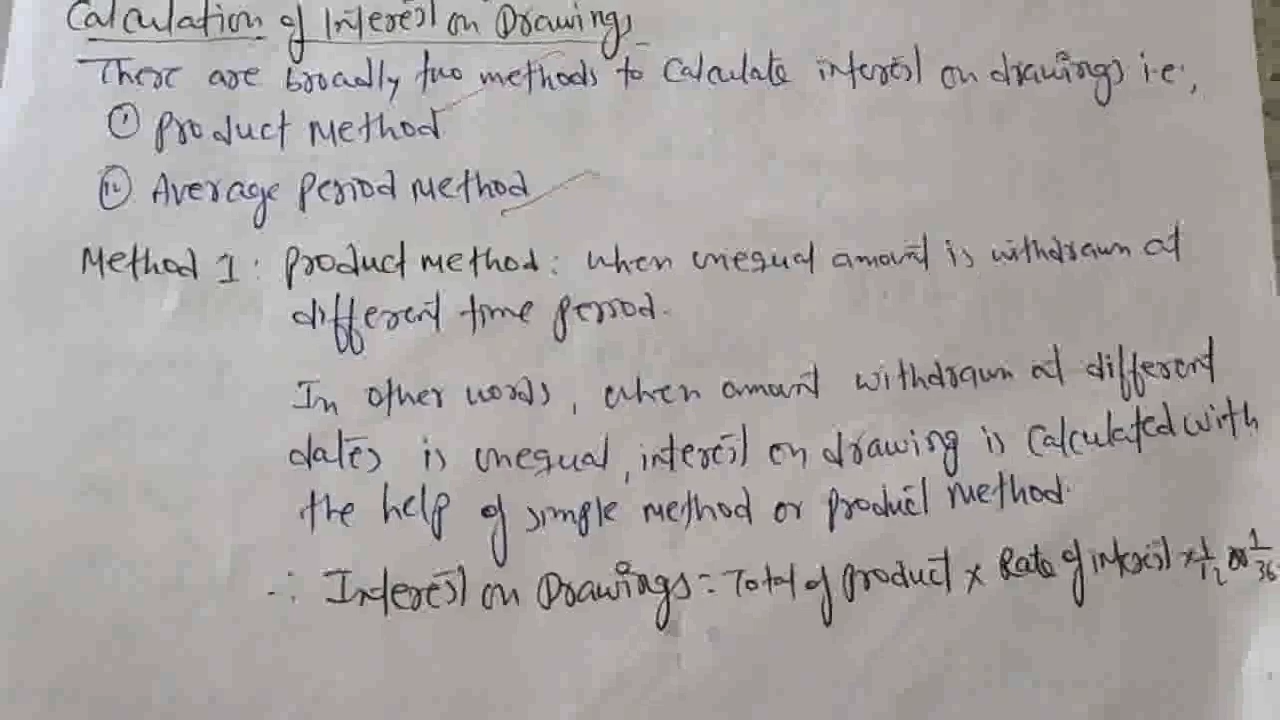 Calculation of Interest on Drawings
There are broadly two methods to calculate interest on drawings i.e;
(i) Product Method
(ii) Average Period Method
Method 1: Product method: when unequal amount is withdrawn at
different time period.
In other words, when amount withdrawn at different
dates is unequal, interest on drawing is calculated with
the help of simple method or product method.
∴ Interest on Drawings = Total of product × Rate of interest × 1/12 or 1/36